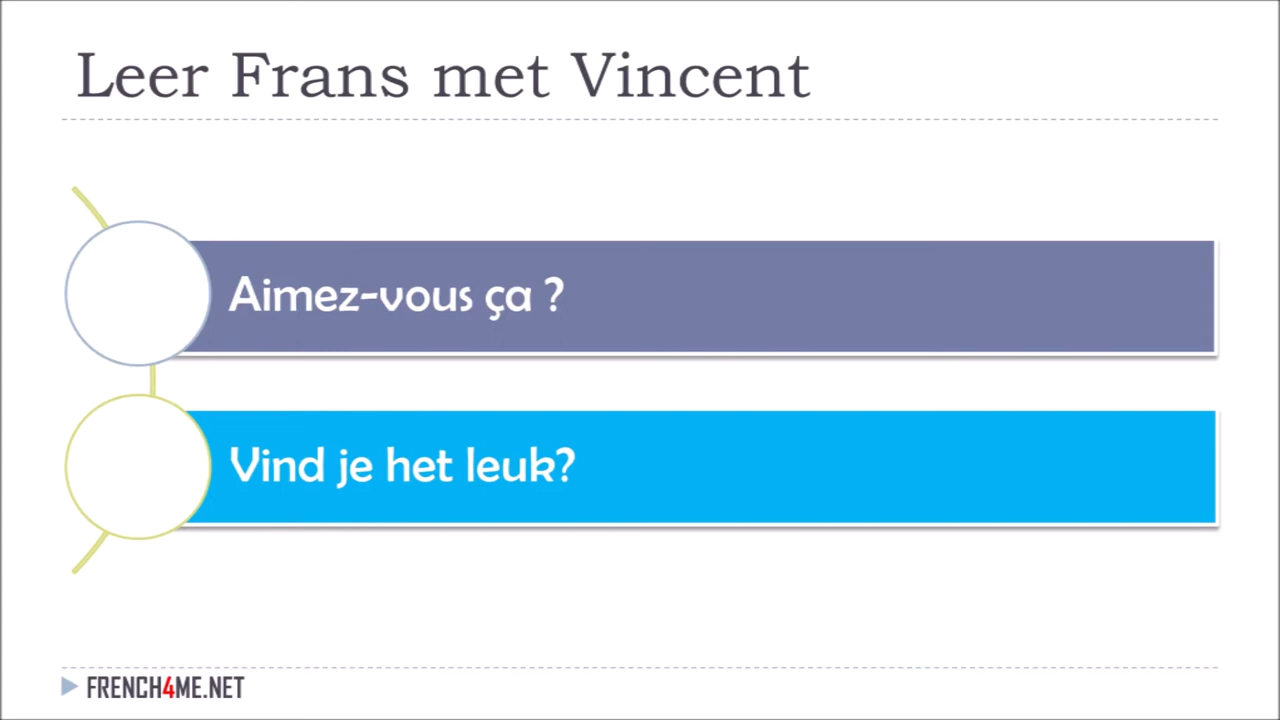 Leer Frans met Vincent
Aimez-vous ça ?
Vind je het leuk?
FRENCH4ME.NET